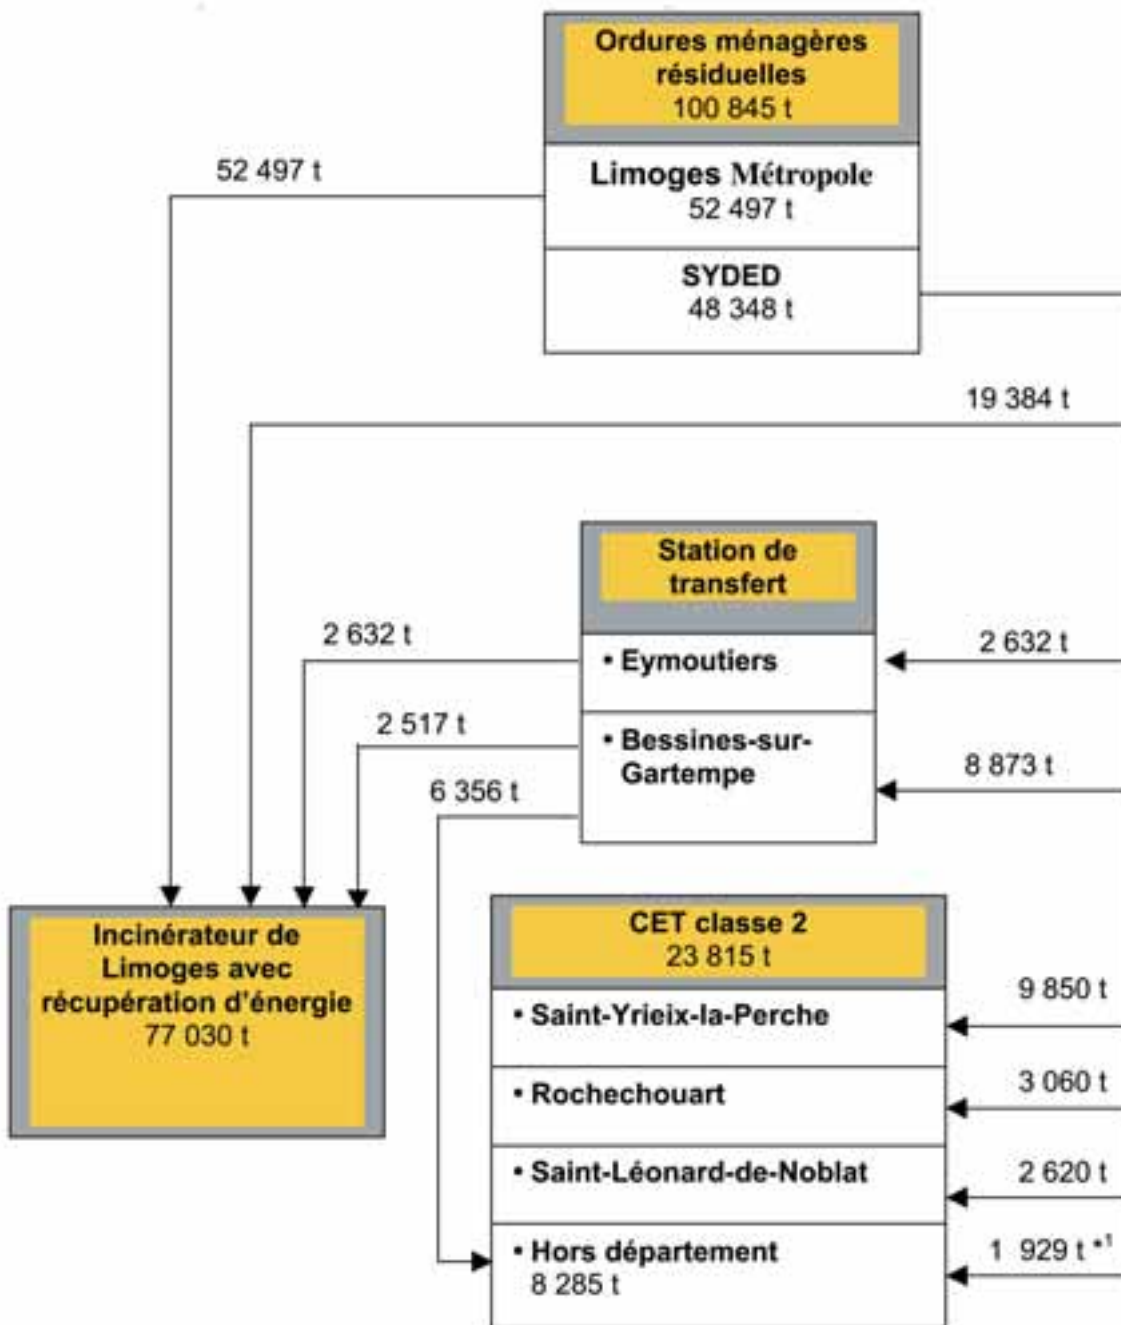 Ordures ménagères
résiduelles
100 845 t
52 497 t
Limoges Métropole
52 497 t
SYDED
48 348 t
19 384 t
Station de
transfert
2 632 t
• Eymoutiers
2 632 t
2 517 t
• Bessines-sur-
Gartempe
8 873 t
6 356 t
Incinérateur de
Limoges avec
récupération d'énergie
77 030 t
CET classe 2
23 815 t
• Saint-Yrieix-la-Perche
9 850 t
• Rochechouart
3 060 t
• Saint-Léonard-de-Noblat
2 620 t
• Hors département
8 285 t
1 929 t *1